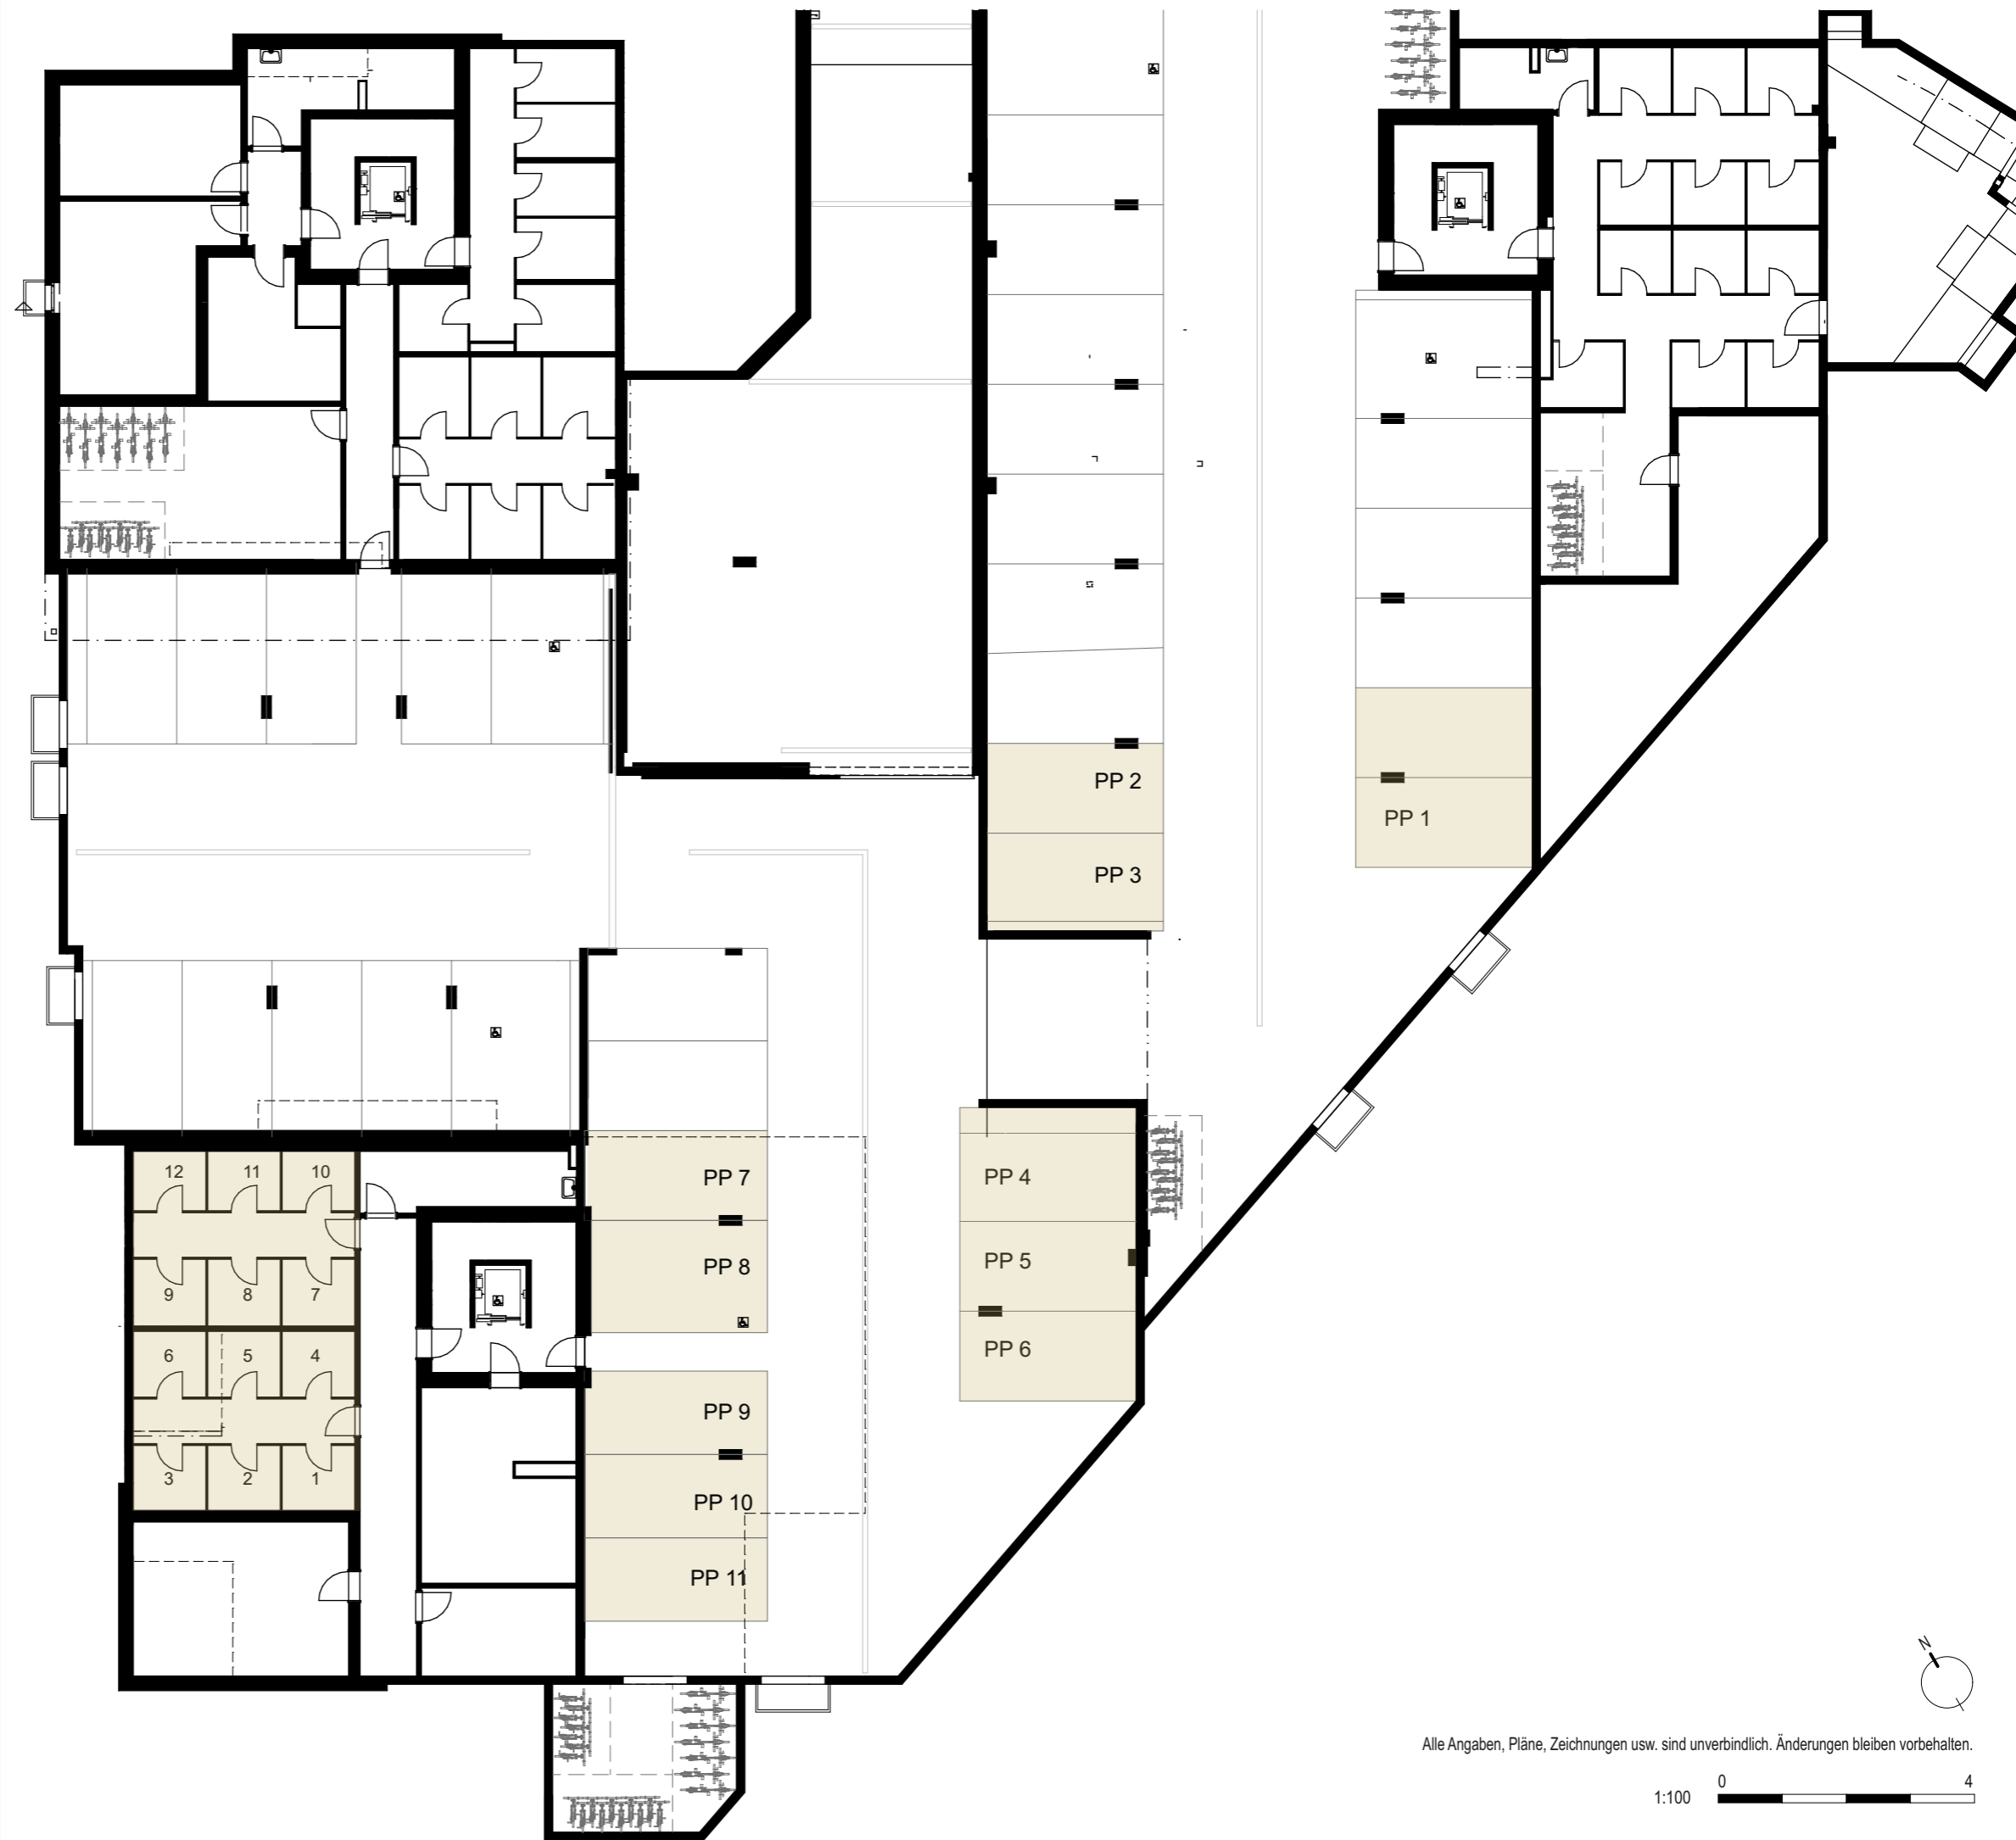 PP 2
PP 1
PP 3
12 11 10
PP 7
PP 4
PP 8
PP 5
9 8 7
6 5 4
PP 6
PP 9
3 2 1
PP 10
PP 11
N
Alle Angaben, Pläne, Zeichnungen usw. sind unverbindlich. Änderungen bleiben vorbehalten.
0 4
1:100